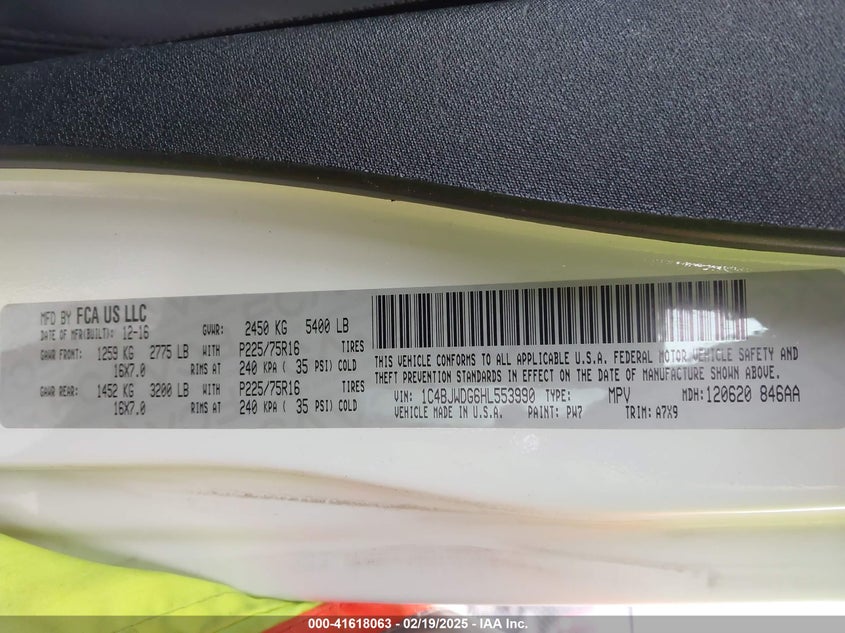 MFD BY FCA US LLC
DATE OF MFR(BUILT): 12-16 GVWR: 2450 KG 5400 LB
GAWR FRONT: 1259 KG 2775 LB WITH P225/75R16 TIRES
16X7.0 RIMS AT 240 KPA ( 35 PSI) COLD
GAWR REAR: 1452 KG 3200 LB WITH P225/75R16 TIRES
16X7.0 RIMS AT 240 KPA ( 35 PSI) COLD
THIS VEHICLE CONFORMS TO ALL APPLICABLE U.S.A. FEDERAL MOTOR VEHICLE SAFETY AND
THEFT PREVENTION STANDARDS IN EFFECT ON THE DATE OF MANUFACTURE SHOWN ABOVE.
VIN: 1C4BJWDG6HL553990 TYPE: MPV MDH:120620 846AA
VEHICLE MADE IN U.S.A. PAINT: PW7 TRIM: A7X9
000-41618063 - 02/19/2025 - IAA Inc.